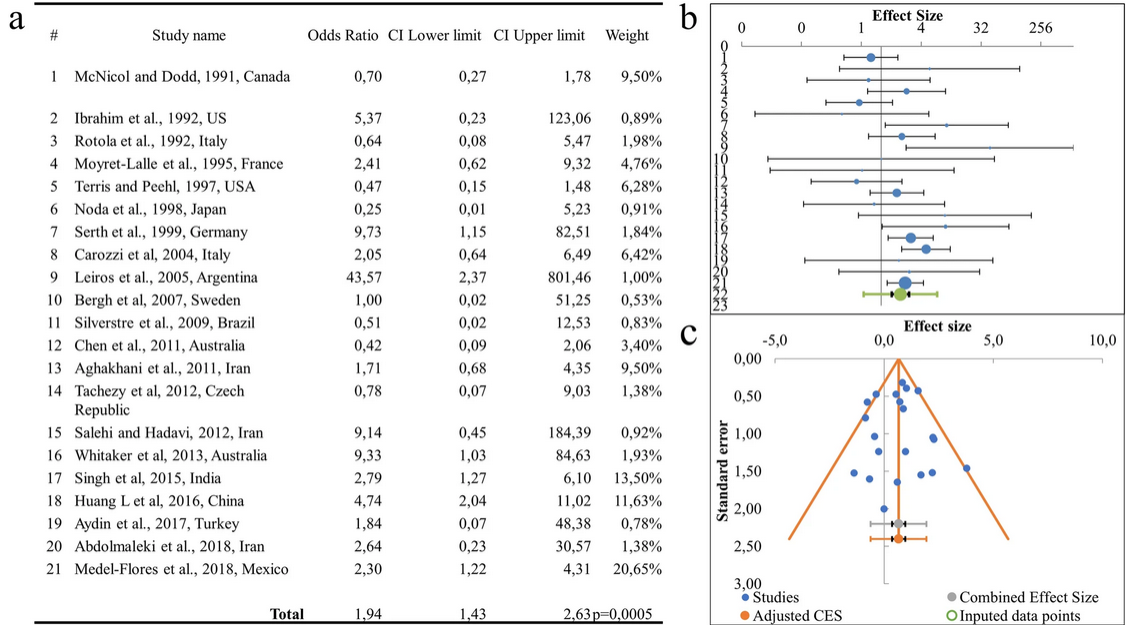 a
# Study name Odds Ratio CI Lower limit CI Upper limit Weight
1 McNicol and Dodd, 1991, Canada 0,70 0,27 1,78 9,50%
2 Ibrahim et al., 1992, US 5,37 0,23 123,06 0,89%
3 Rotola et al., 1992, Italy 0,64 0,08 5,47 1,98%
4 Moyret-Lalle et al., 1995, France 2,41 0,62 9,32 4,76%
5 Terris and Peehl, 1997, USA 0,47 0,15 1,48 6,28%
6 Noda et al., 1998, Japan 0,25 0,01 5,23 0,91%
7 Serth et al., 1999, Germany 9,73 1,15 82,51 1,84%
8 Carozzi et al, 2004, Italy 2,05 0,64 6,49 6,42%
9 Leiros et al., 2005, Argentina 43,57 2,37 801,46 1,00%
10 Bergh et al, 2007, Sweden 1,00 0,02 51,25 0,53%
11 Silverstre et al., 2009, Brazil 0,51 0,02 12,53 0,83%
12 Chen et al., 2011, Australia 0,42 0,09 2,06 3,40%
13 Aghakhani et al., 2011, Iran 1,71 0,68 4,35 9,50%
14 Tachezy et al, 2012, Czech 0,78 0,07 9,03 1,38%
Republic
15 Salehi and Hadavi, 2012, Iran 9,14 0,45 184,39 0,92%
16 Whitaker et al, 2013, Australia 9,33 1,03 84,63 1,93%
17 Singh et al, 2015, India 2,79 1,27 6,10 13,50%
18 Huang L et al, 2016, China 4,74 2,04 11,02 11,63%
19 Aydin et al., 2017, Turkey 1,84 0,07 48,38 0,78%
20 Abdolmaleki et al., 2018, Iran 2,64 0,23 30,57 1,38%
21 Medel-Flores et al., 2018, Mexico 2,30 1,22 4,31 20,65%
Total 1,94 1,43 2,63p=0,0005
b
Effect Size
0 0 1 4 32 256
0
1
2
3
4
5
6
7
8
9
10
11
12
13
14
15
16
17
18
19
20
21
22
23
c
Effect size
-5,0 0,0 5,0 10,0
0,00
0,50
1,00
1,50
2,00
2,50
3,00
Standard error
Studies Combined Effect Size
Adjusted CES Inputed data points